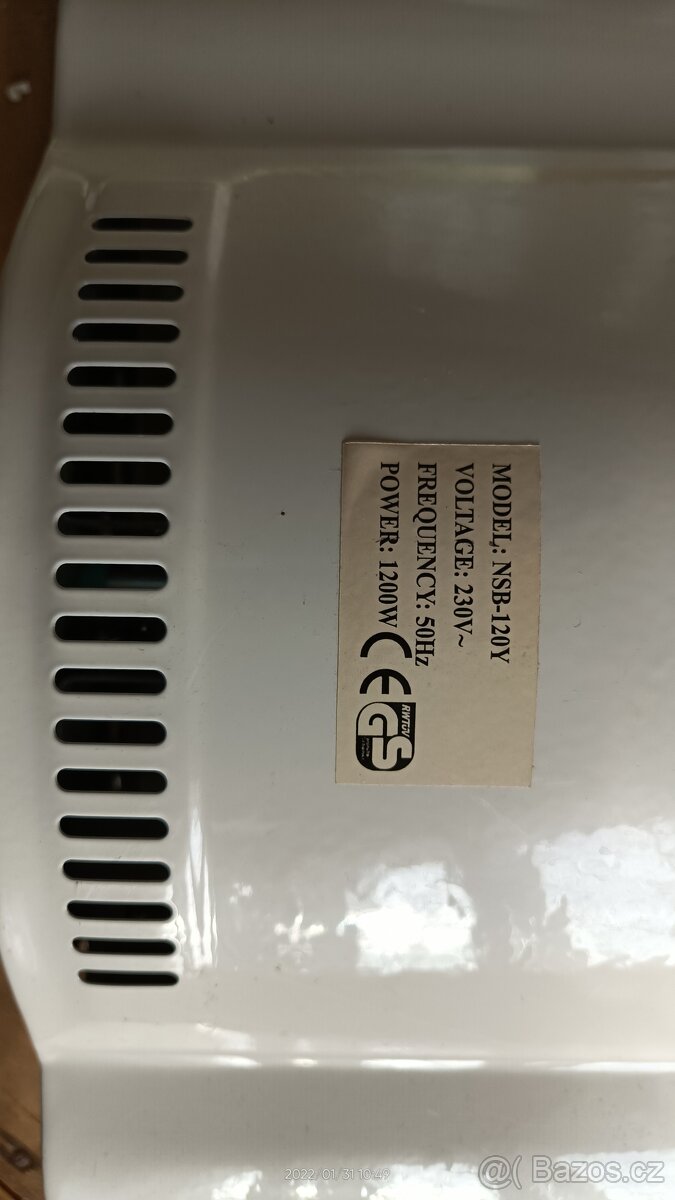 MODEL: NSB-120Y
VOLTAGE: 230V~
FREQUENCY: 50Hz
POWER: 1200W CE
RWTÜV
GS
2022/01/31 10:49
@( Bazos.cz